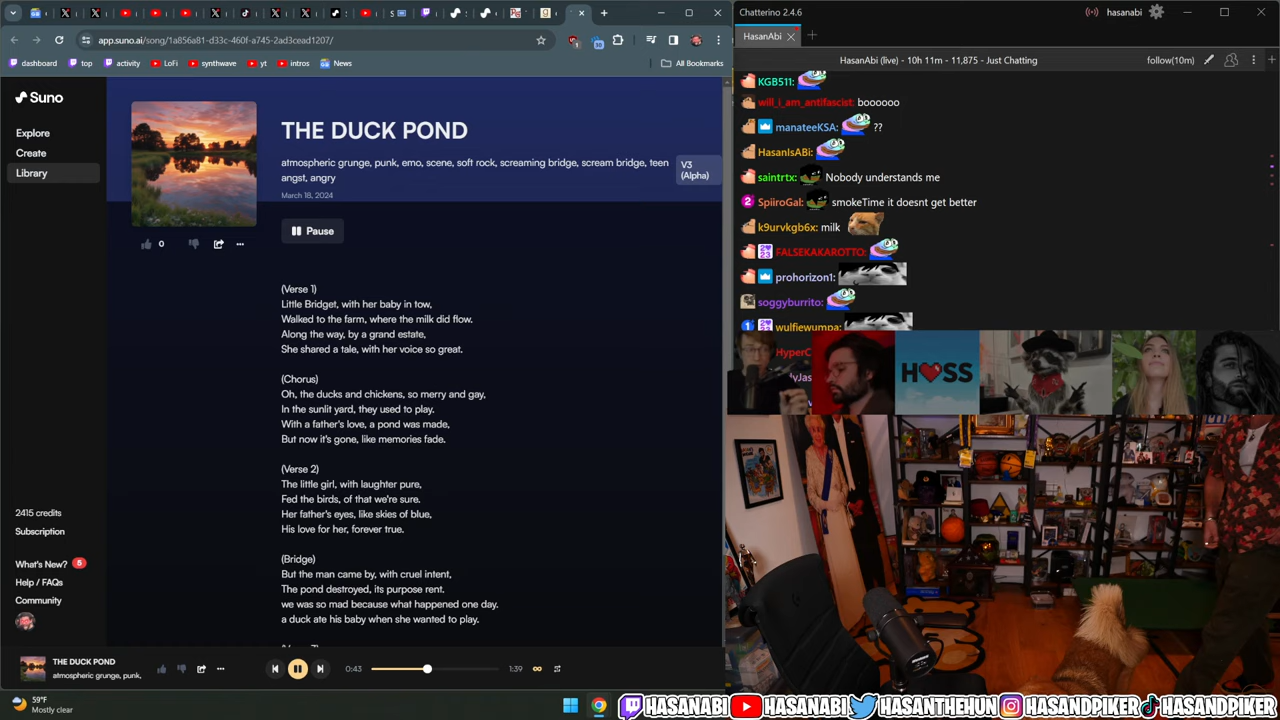 app.suno.ai/song/1a856a81-d33c-460f-a745-2ad3cead1207/
dashboard
top
activity
LoFi
synthwave
yt
intros
News
All Bookmarks
Suno
Explore
Create
Library
2415 credits
Subscription
What's New? 5
Help / FAQs
Community
THE DUCK POND
atmospheric grunge, punk, emo, scene, soft rock, screaming bridge, scream bridge, teen
angst, angry
V3
(Alpha)
March 18, 2024
0
Pause
(Verse 1)
Little Bridget, with her baby in tow,
Walked to the farm, where the milk did flow.
Along the way, by a grand estate,
She shared a tale, with her voice so great.
(Chorus)
Oh, the ducks and chickens, so merry and gay,
In the sunlit yard, they used to play.
With a father's love, a pond was made,
But now it's gone, like memories fade.
(Verse 2)
The little girl, with laughter pure,
Fed the birds, of that we're sure.
Her father's eyes, like skies of blue,
His love for her, forever true.
(Bridge)
But the man came by, with cruel intent,
The pond destroyed, its purpose rent.
we was so mad because what happened one day.
a duck ate his baby when she wanted to play.
THE DUCK POND
atmospheric grunge, punk,
0:43
1:39
59°F
Mostly clear
Chatterino 2.4.6
hasanabi
HasanAbi
HasanAbi (live) - 10h 11m - 11,875 - Just Chatting
follow(10m)
KGB511:
will_i_am_antifascist: boooooo
manateeKSA: ??
HasanIsABi:
saintrtx: Nobody understands me
SpiiroGal: smokeTime it doesnt get better
k9urvkgb6x: milk
FALSEKAKAROTTO:
prohorizon1:
soggyburrito:
wulfiewumpa:
HyperC
H SS
HASANABI
HASANABI
HASANTHEHUN
HASANDPIKER
HASANDPIKER